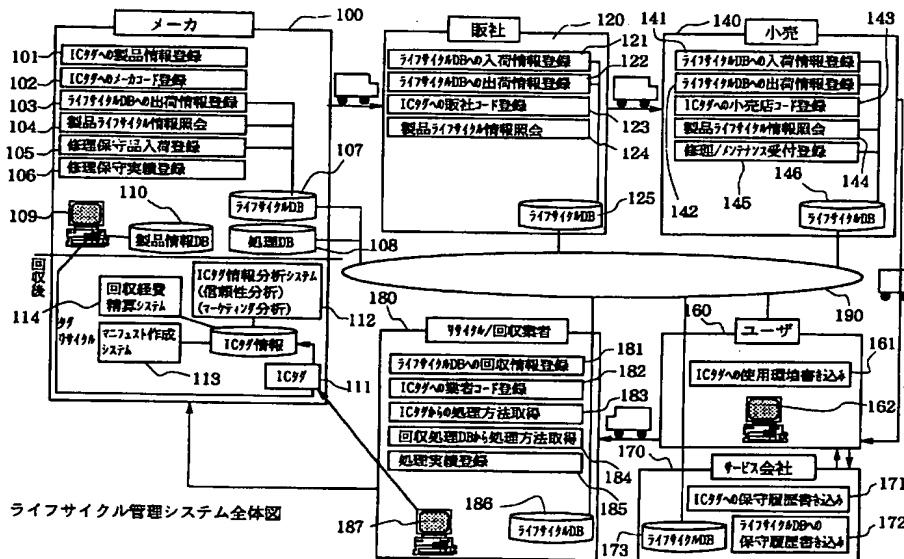 メーカ
100
101
ICタグへの製品情報登録
102
ICタグへのメーカコード登録
103
ライフサイクルDBへの出荷情報登録
104
製品ライフサイクル情報照会
105
修理保守品入荷登録
106
修理保守実績登録
107
ライフサイクルDB
108
処理DB
109
110
製品情報DB
回収後
タグリサイクル
114
回収経費
精算システム
ICタグ情報分析システム
(信頼性分析)
(マーケティング分析)
112
マニフェスト作成
システム
113
ICタグ情報
ICタグ
111
販社
120
ライフサイクルDBへの入荷情報登録
121
ライフサイクルDBへの出荷情報登録
122
ICタグへの販社コード登録
123
製品ライフサイクル情報照会
124
ライフサイクルDB
125
小売
140
141
143
ライフサイクルDBへの入荷情報登録
ライフサイクルDBへの出荷情報登録
ICタグへの小売店コード登録
製品ライフサイクル情報照会
修理/メンテナンス受付登録
142
144
145
146
ライフサイクルDB
190
160
ユーザ
161
ICタグへの使用環境書き込み
162
170
サービス会社
ICタグへの保守履歴書き込み
171
ライフサイクルDBへの
保守履歴書き込み
172
173
ライフサイクルDB
180
リサイクル/回収業者
ライフサイクルDBへの回収情報登録
181
ICタグへの業者コード登録
182
ICタグからの処理方法取得
183
回収処理DBから処理方法取得
184
処理実績登録
185
186
ライフサイクルDB
187
ライフサイクル管理システム全体図